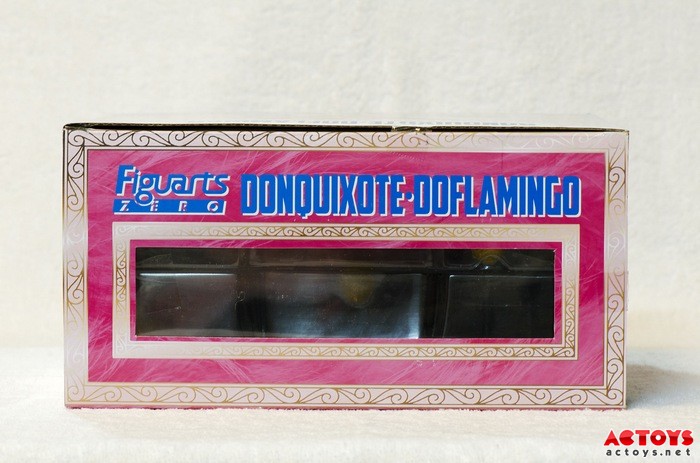 Figuarts
ZERO
DONQUIXOTE·DOFLAMINGO
ACTOYS
actoys.net